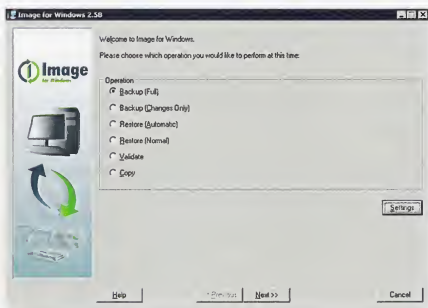 Image for Windows 2.58
Welcome to Image for Windows.
Please choose which operation you would like to perform at this time:
Image
for Windows
Operation
Backup (Full)
Backup (Changes Only)
Restore (Automatic)
Restore (Normal)
Validate
Copy
Settings
Help
< Previous
Next >>
Cancel